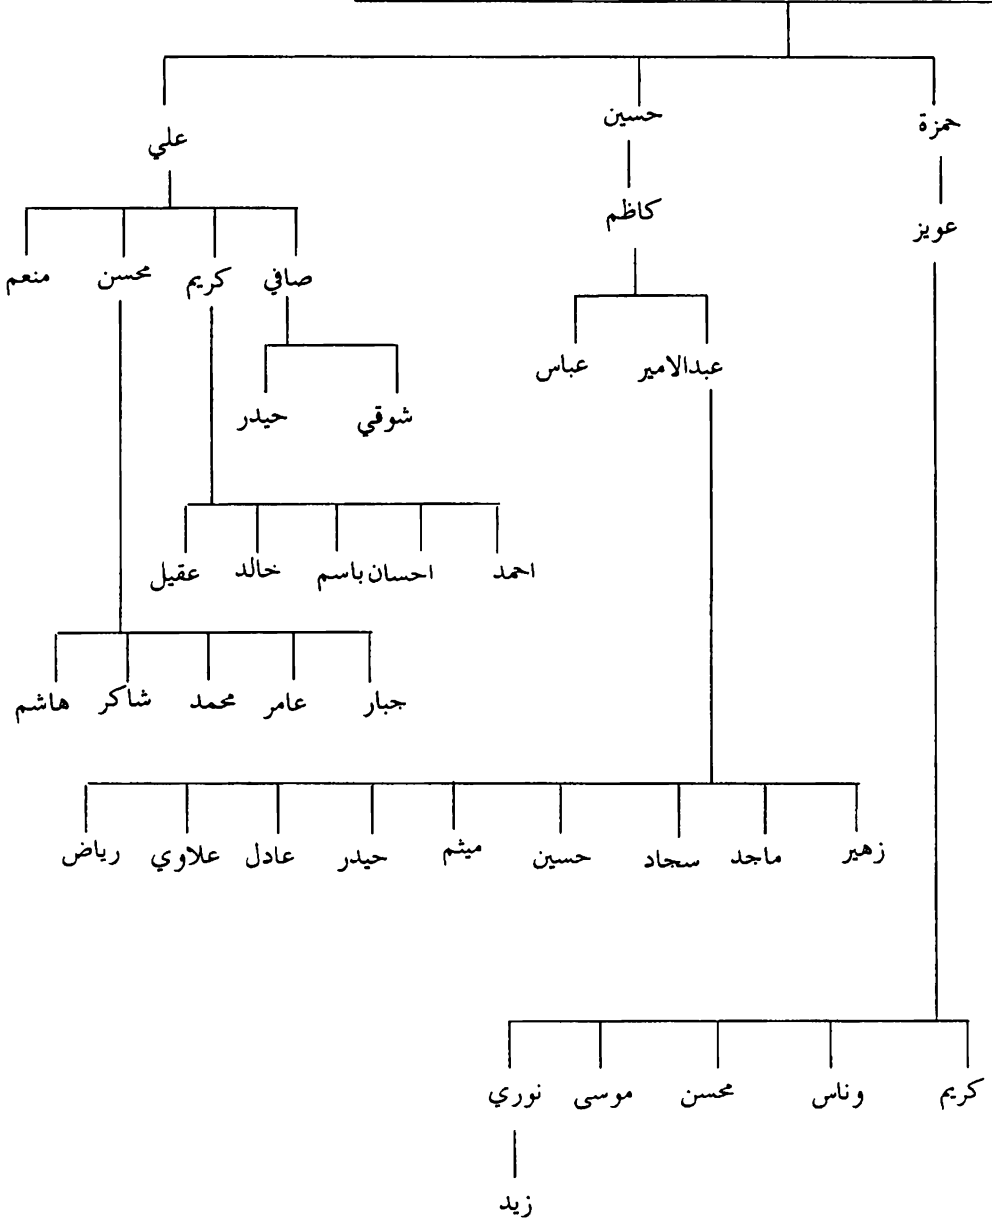 حمزة حسين علي
عويز كاظم
صافي كريم محسن منعم
عبدالامير عباس
شوقي حيدر
احمد احسان باسم خالد عقيل
جبار عامر محمد شاكر هاشم
زهير ماجد سجاد حسين ميثم حيدر عادل علاوي رياض
كريم وناس محسن موسى نوري
زيد